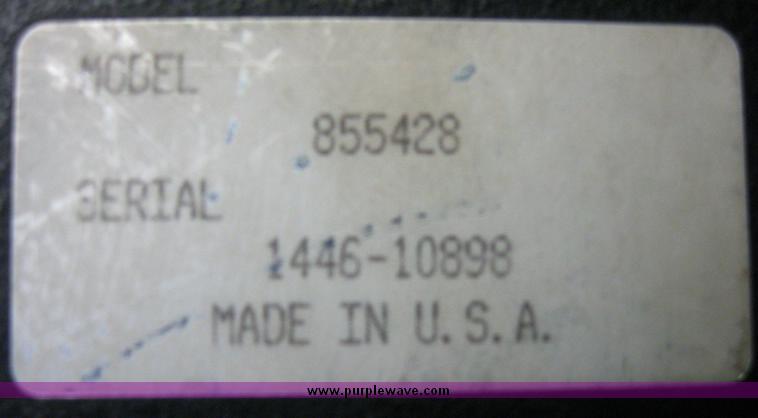 MODEL
855428
SERIAL
1446-10898
MADE IN U.S.A.
www.purplewave.com